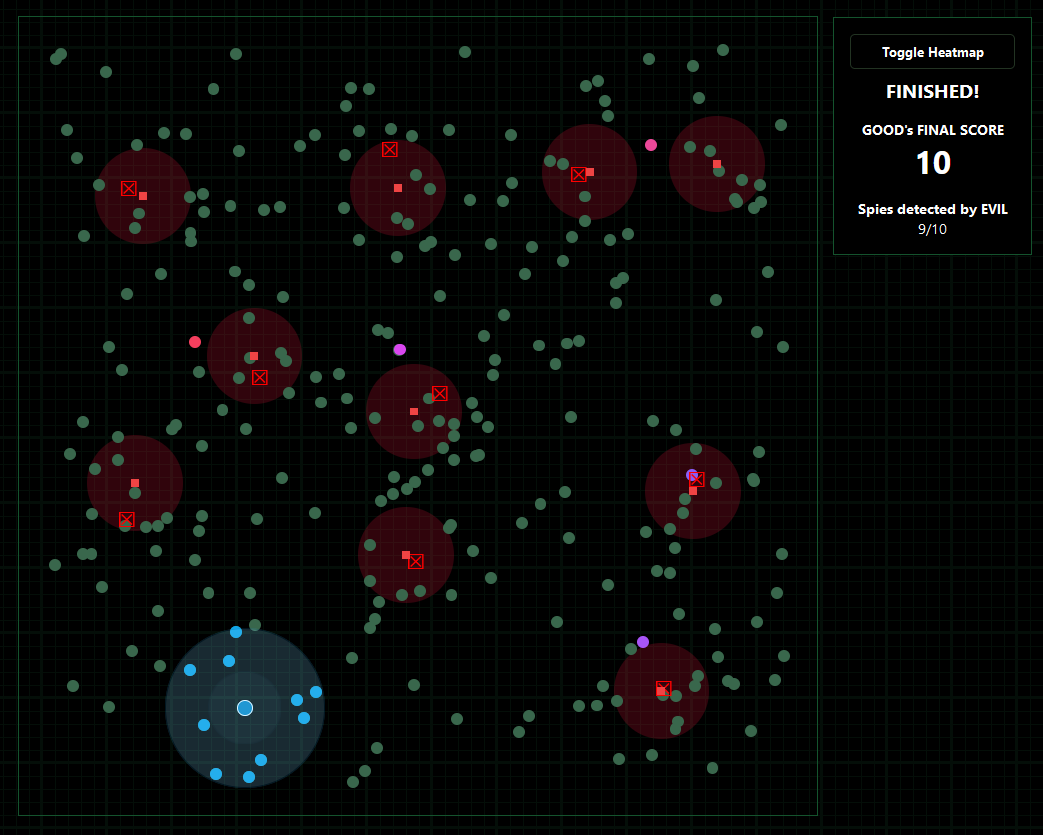 Toggle Heatmap
FINISHED!
GOOD's FINAL SCORE
10
Spies detected by EVIL
9/10